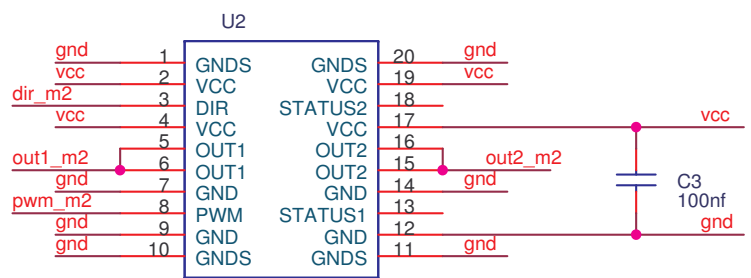 U2
gnd 1 GNDS GNDS 20 gnd
vcc 2 VCC VCC 19 vcc
dir_m2 3 DIR STATUS2 18
vcc 4 VCC VCC 17 vcc
5 OUT1 OUT2 16
out1_m2 6 OUT1 OUT2 15 out2_m2
gnd 7 GND GND 14 gnd
C3
pwm_m2 8 PWM STATUS1 13
100nf
gnd 9 GND GND 12 gnd
gnd 10 GNDS GNDS 11 gnd